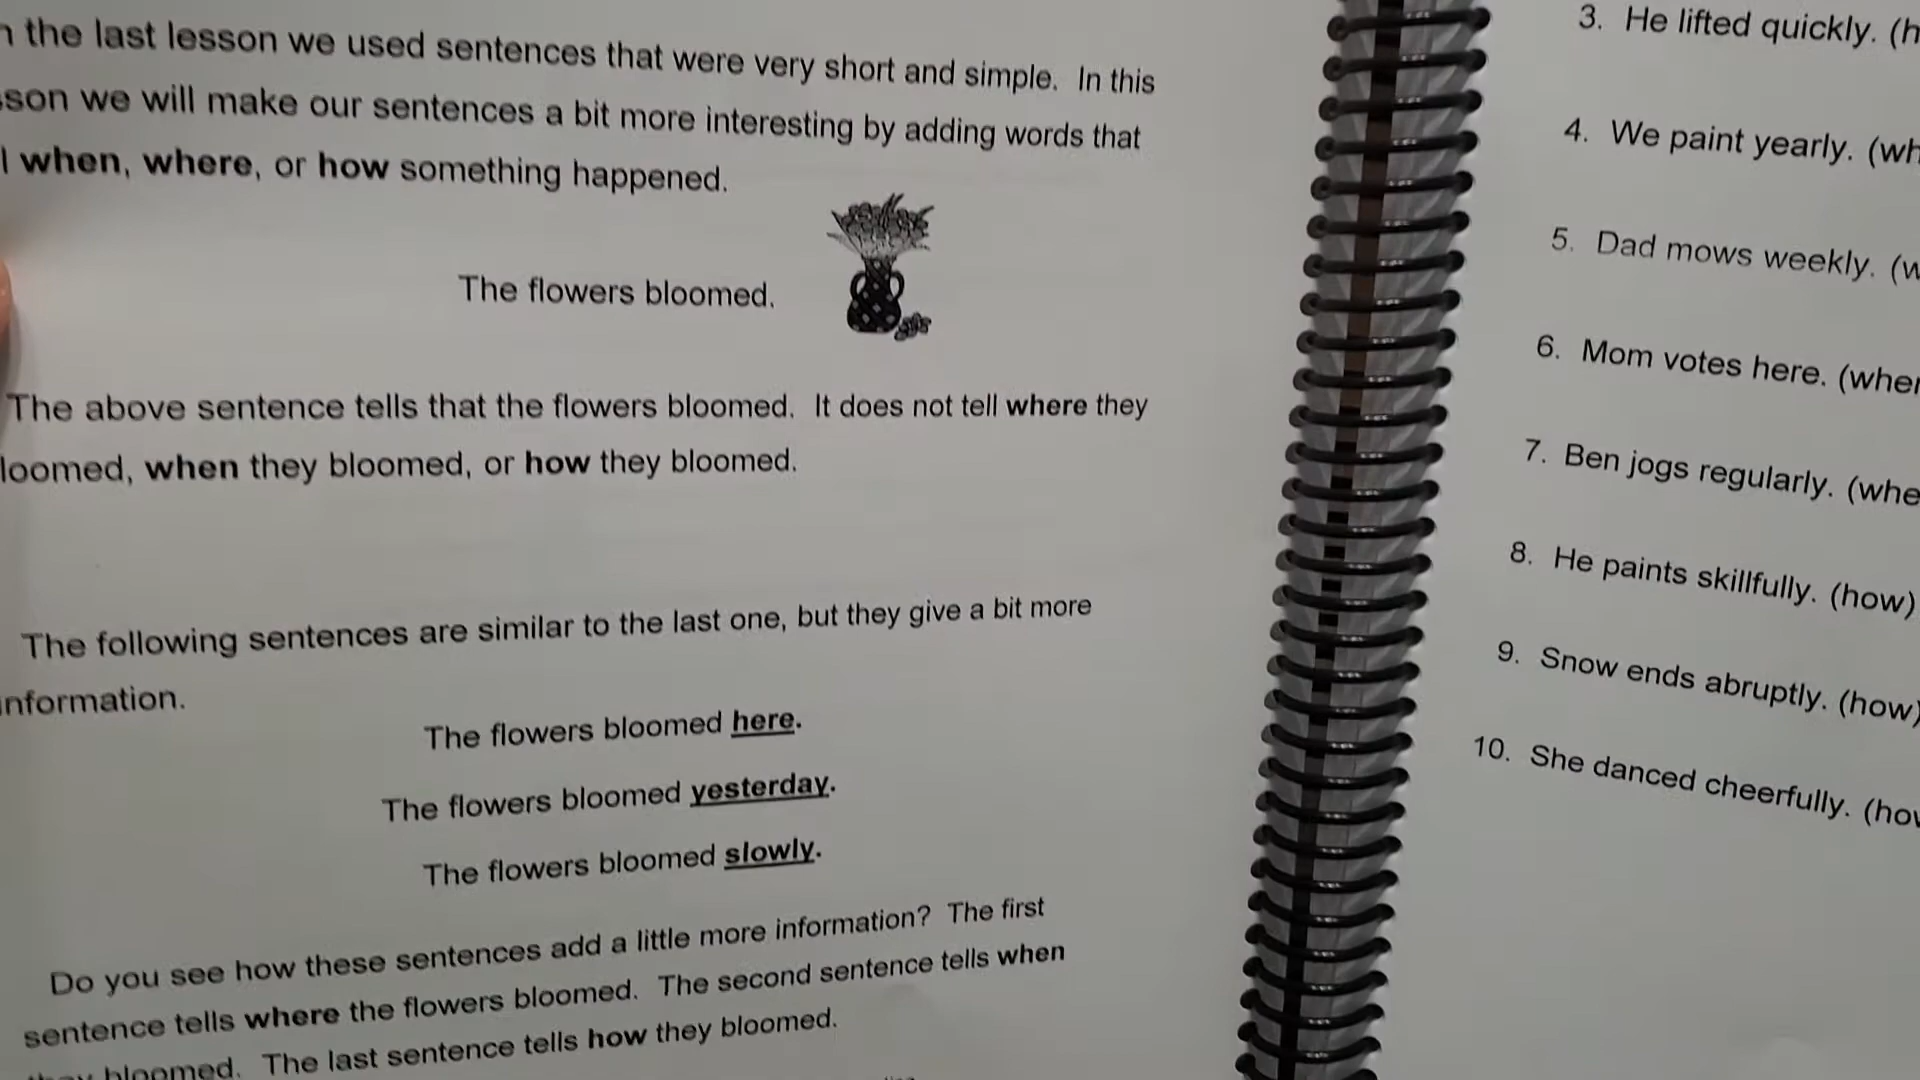 the last lesson we used sentences that were very short and simple. In this
son we will make our sentences a bit more interesting by adding words that
l when, where, or how something happened.
The flowers bloomed.
The above sentence tells that the flowers bloomed. It does not tell where they
loomed, when they bloomed, or how they bloomed.
The following sentences are similar to the last one, but they give a bit more
information.
The flowers bloomed here.
The flowers bloomed yesterday.
The flowers bloomed slowly.
Do you see how these sentences add a little more information? The first
sentence tells where the flowers bloomed. The second sentence tells when
they bloomed. The last sentence tells how they bloomed.
3. He lifted quickly. (h
4. We paint yearly. (wh
5. Dad mows weekly. (w
6. Mom votes here. (wher
7. Ben jogs regularly. (whe
8. He paints skillfully. (how)
9. Snow ends abruptly. (how)
10. She danced cheerfully. (how